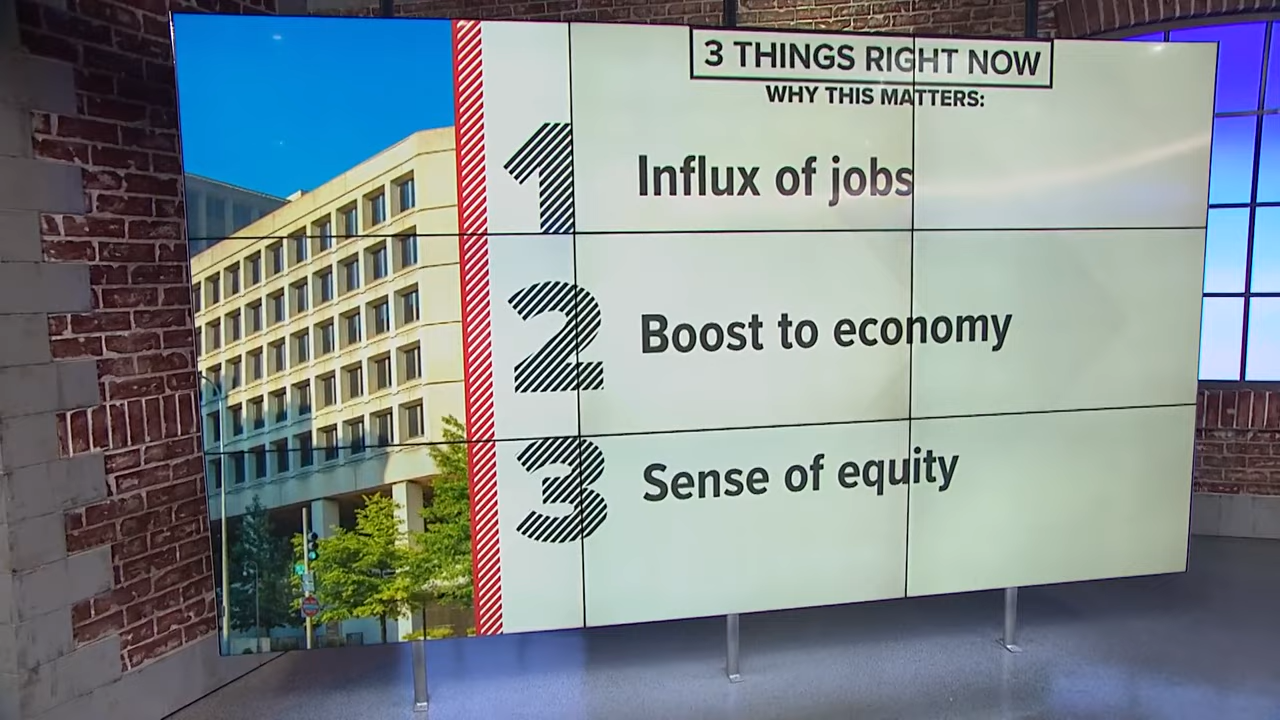 3 THINGS RIGHT NOW
WHY THIS MATTERS:
1 Influx of jobs
2 Boost to economy
3 Sense of equity